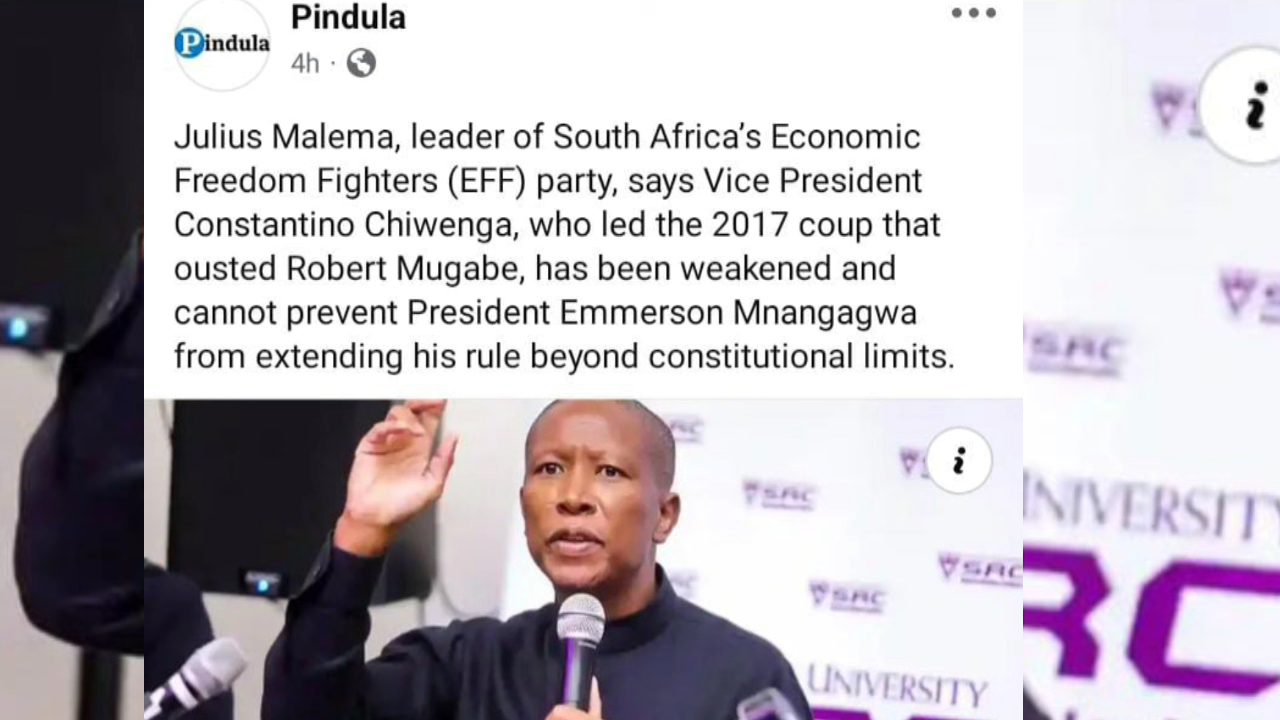 Pindula
Pindula
4h ·
Julius Malema, leader of South Africa’s Economic
Freedom Fighters (EFF) party, says Vice President
Constantino Chiwenga, who led the 2017 coup that
ousted Robert Mugabe, has been weakened and
cannot prevent President Emmerson Mnangagwa
from extending his rule beyond constitutional limits.
i
i
SRC
SRC
SRC
SRC
SRC
UNIVERSITY
NIVERSITY
RC